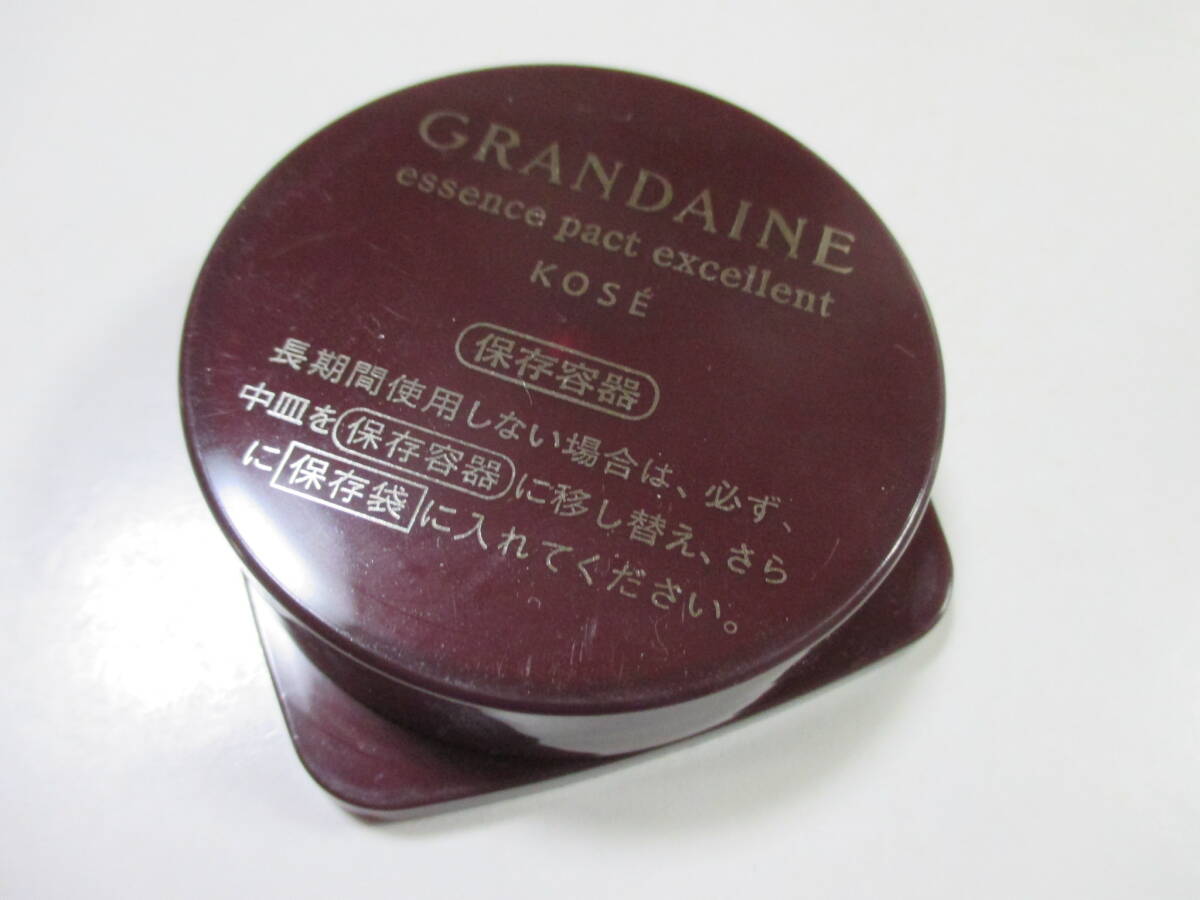 GRANDAINE
essence pact excellent
KOSÉ
保存容器
長期間使用しない場合は、必ず、
中皿を保存容器に移し替え、さら
に保存袋に入れてください。